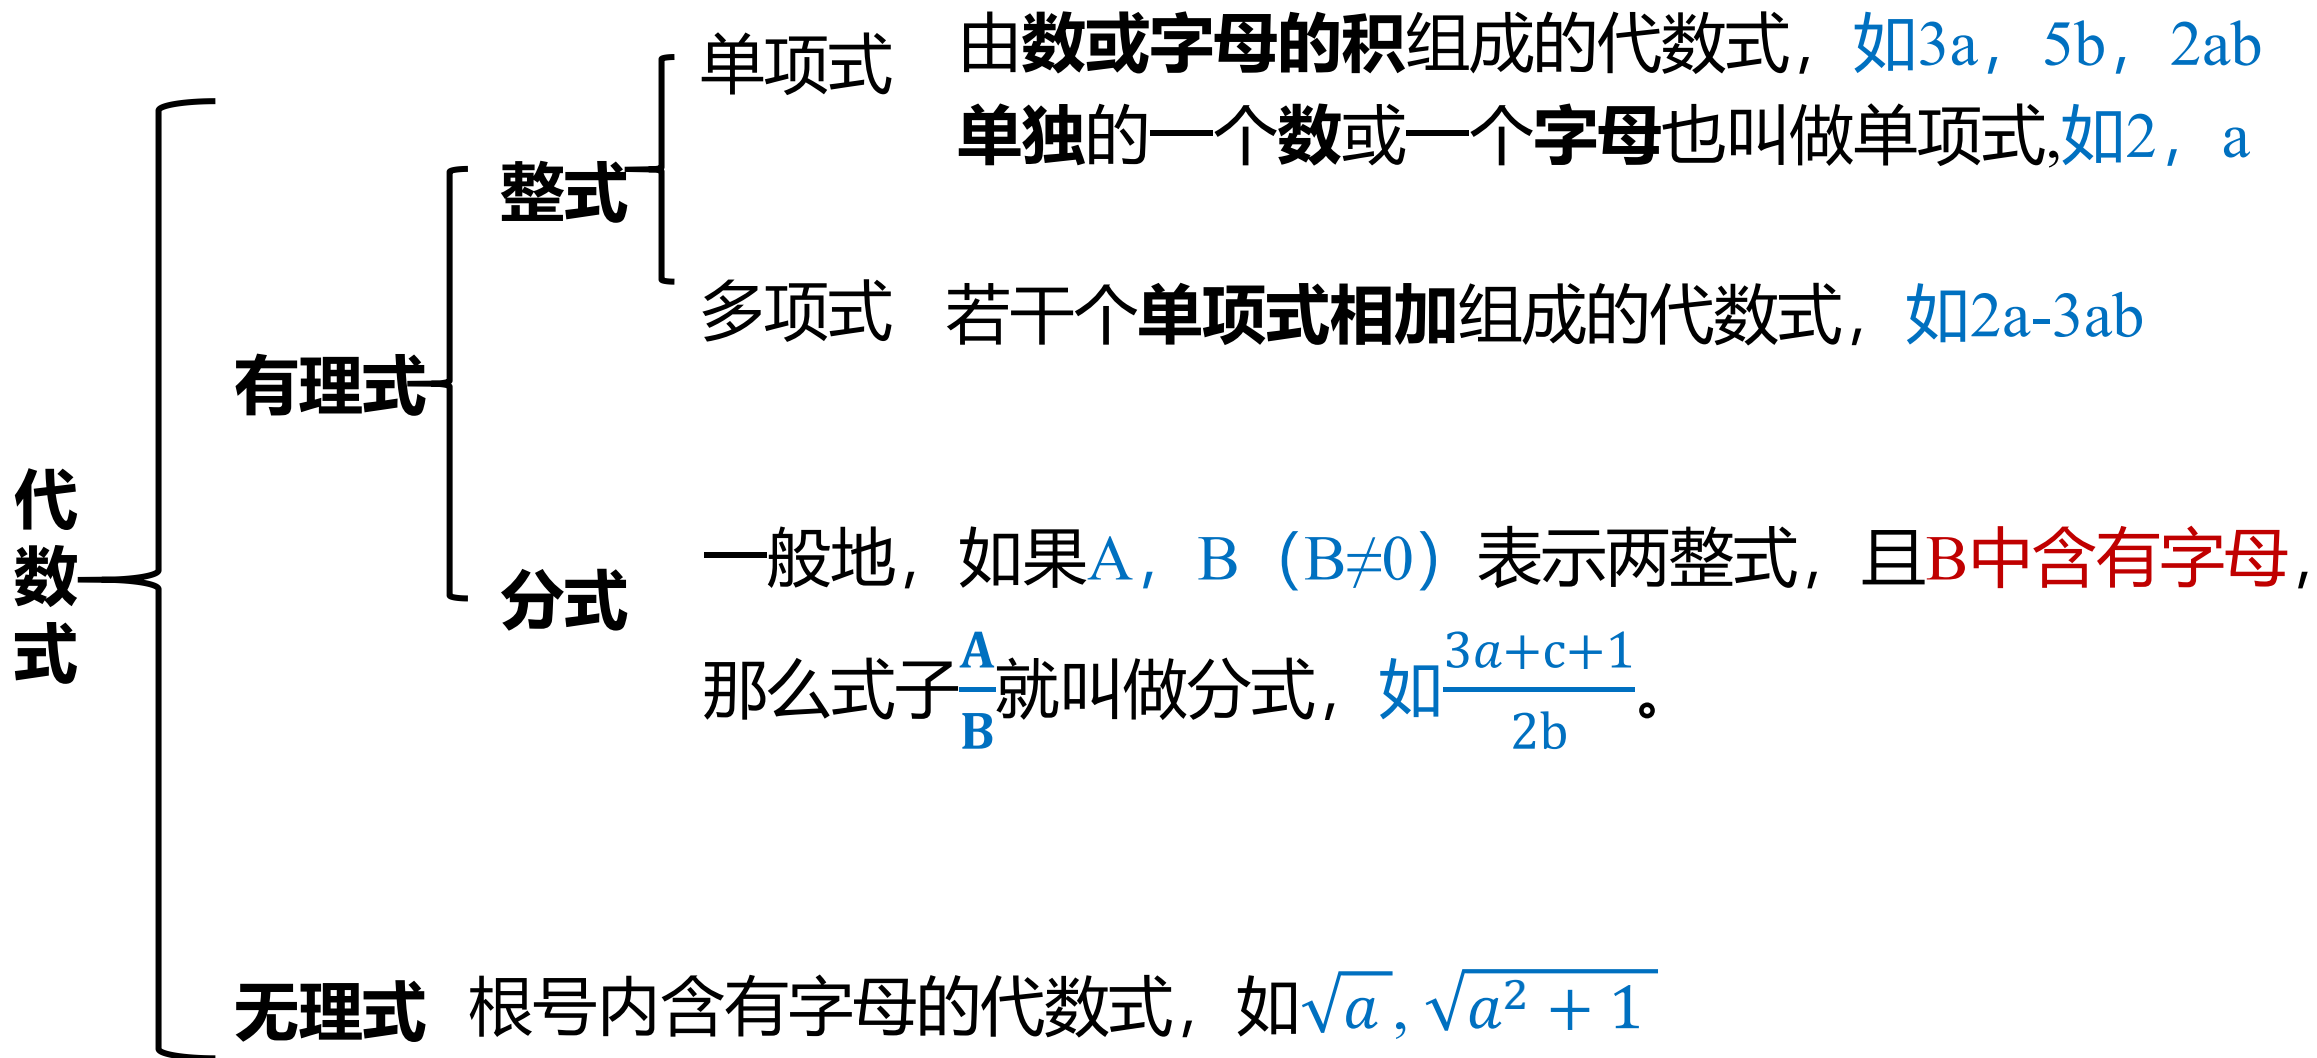 单项式 由数或字母的积组成的代数式，如3a，5b，2ab
单独的一个数或一个字母也叫做单项式,如2，a
整式
多项式 若干个单项式相加组成的代数式，如2a-3ab
有理式
代数式
分式 一般地，如果A，B（B≠0）表示两整式，且B中含有字母，
那么式子A/B就叫做分式，如(3a+c+1)/2b。
无理式 根号内含有字母的代数式，如√a, √(a²+1)